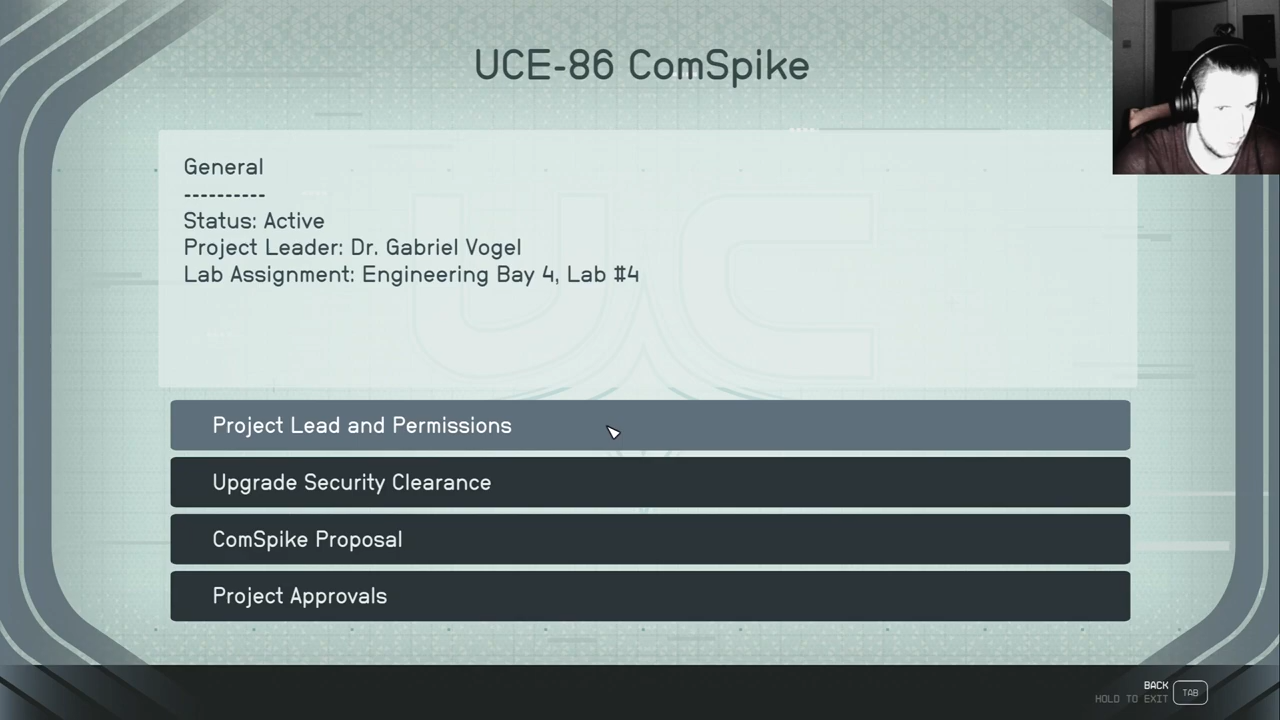 UCE-86 ComSpike
General
----------
Status: Active
Project Leader: Dr. Gabriel Vogel
Lab Assignment: Engineering Bay 4, Lab #4
UC
Project Lead and Permissions
Upgrade Security Clearance
ComSpike Proposal
Project Approvals
BACK
HOLD TO EXIT TAB